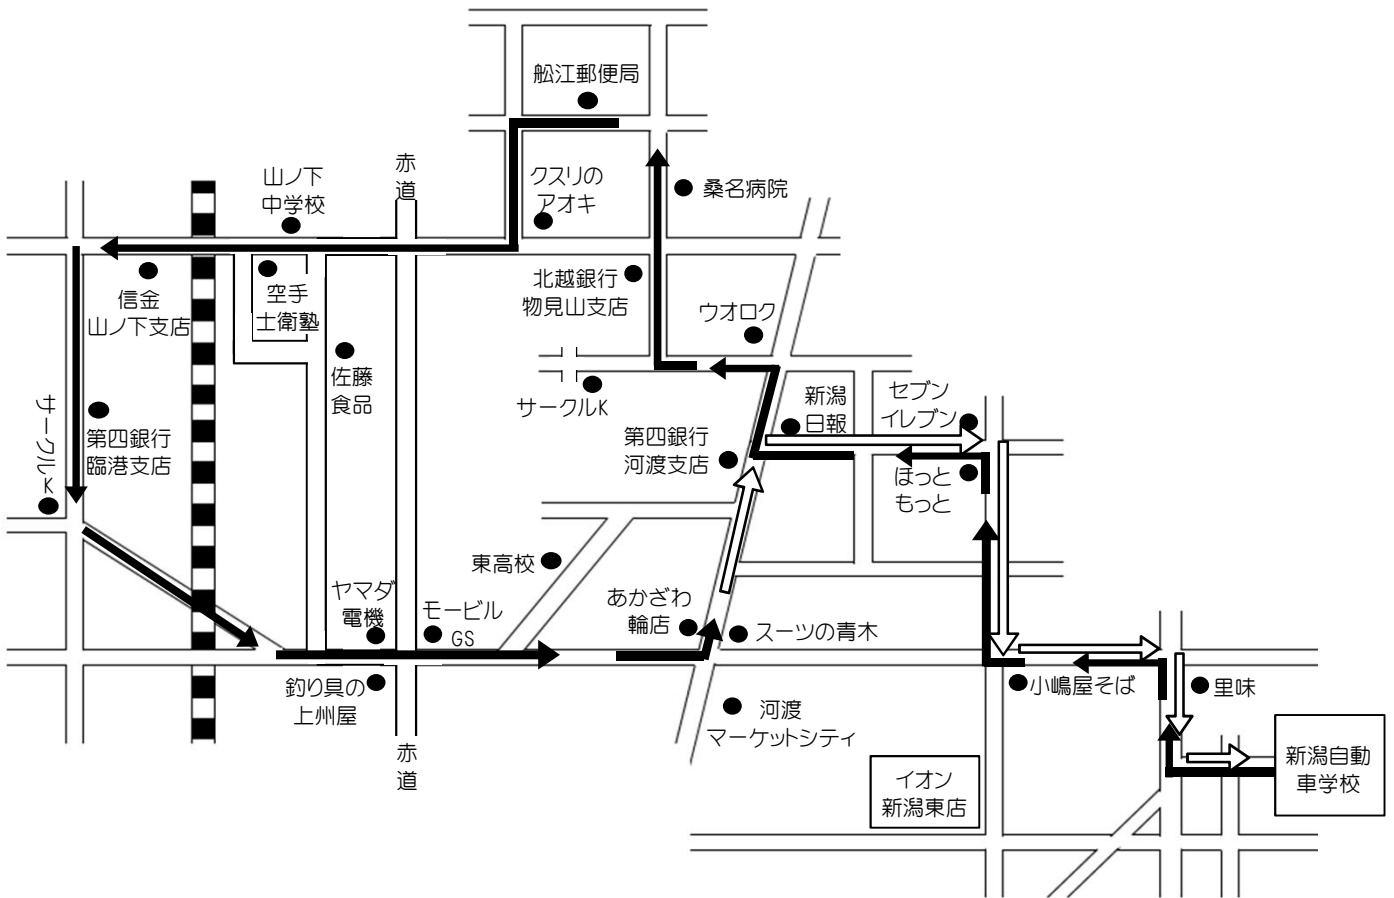 舩江郵便局
赤道
山ノ下
中学校
クスリの
アオキ
桑名病院
信金
山ノ下支店
空手
士衛塾
北越銀行
物見山支店
ウオロク
佐藤
食品
サークルK
新潟
日報
セブン
イレブン
サークルK
第四銀行
臨港支店
第四銀行
河渡支店
ほっと
もっと
東高校
ヤマダ
電機
モービル
GS
あかざわ
輪店
スーツの青木
釣り具の
上州屋
小嶋屋そば
里味
河渡
マーケットシティ
赤道
イオン
新潟東店
新潟自動
車学校